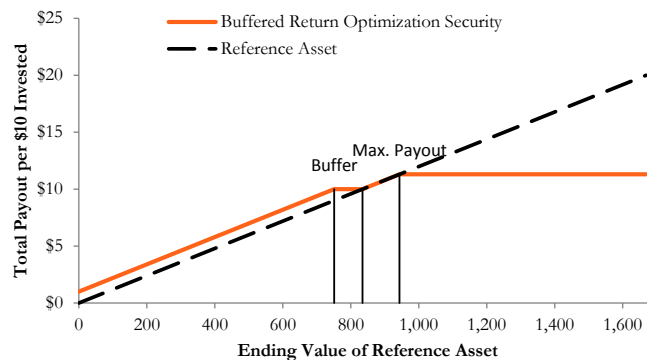 $25
Buffered Return Optimization Security
Reference Asset
$20
$15
Max. Payout
Buffer
$10
$5
$0
0 200 400 600 800 1,000 1,200 1,400 1,600
Total Payout per $10 Invested
Ending Value of Reference Asset